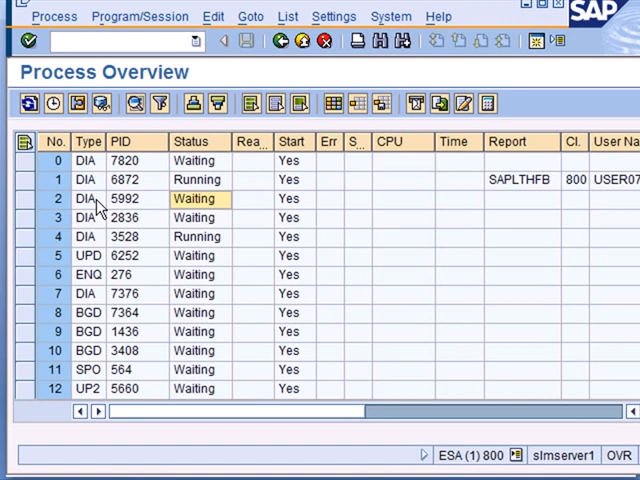 Process Program/Session Edit Goto List Settings System Help
SAP
Process Overview
No. Type PID Status Rea... Start Err S... CPU Time Report Cl. User Na
0 DIA 7820 Waiting Yes
1 DIA 6872 Running Yes SAPLTHFB 800 USER07
2 DIA 5992 Waiting Yes
3 DIA 2836 Waiting Yes
4 DIA 3528 Running Yes
5 UPD 6252 Waiting Yes
6 ENQ 276 Waiting Yes
7 DIA 7376 Waiting Yes
8 BGD 7364 Waiting Yes
9 BGD 1436 Waiting Yes
10 BGD 3408 Waiting Yes
11 SPO 564 Waiting Yes
12 UP2 5660 Waiting Yes
ESA (1) 800 slmserver1 OVR